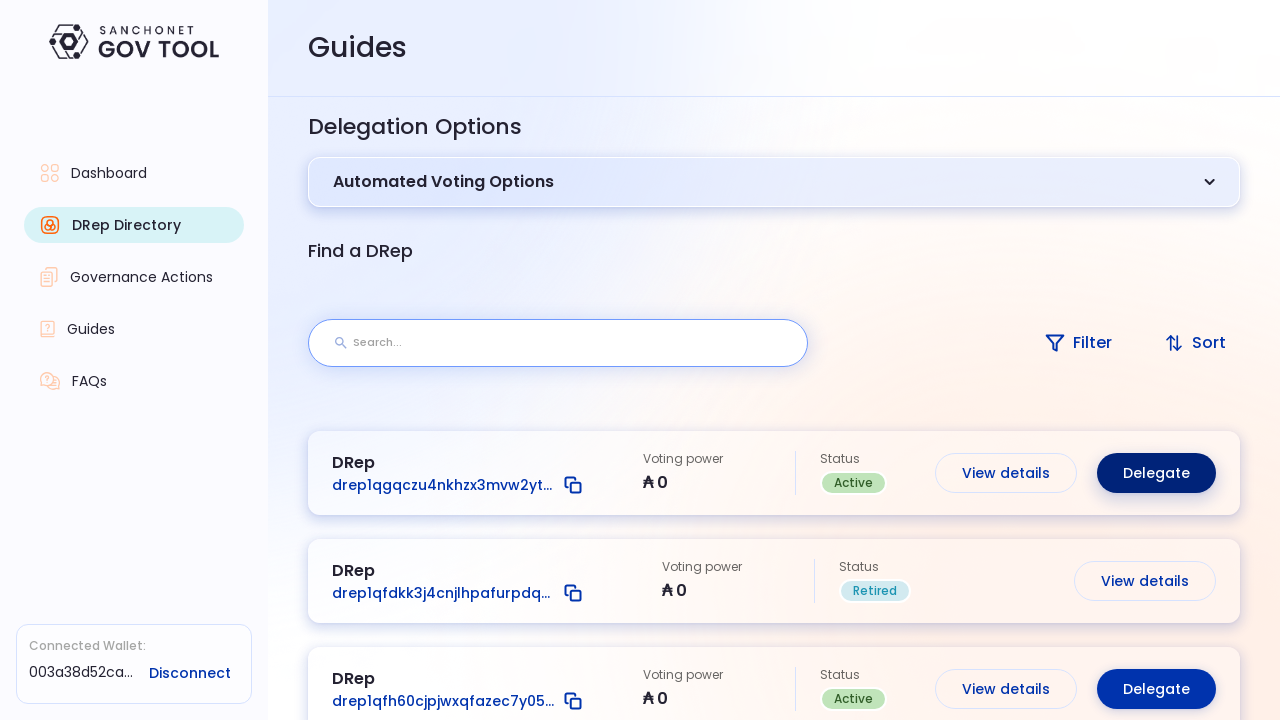 SANCHONET
GOV TOOL
Dashboard
DRep Directory
Governance Actions
Guides
FAQs
Connected Wallet:
003a38d52ca...
Disconnect
Guides
Delegation Options
Automated Voting Options
Find a DRep
Search...
Filter
Sort
DRep
drep1qgqczu4nkhzx3mvw2yt...
Voting power
₳ 0
Status
Active
View details
Delegate
DRep
drep1qfdkk3j4cnjlhpafurpdq...
Voting power
₳ 0
Status
Retired
View details
DRep
drep1qfh60cjpjwxqfazec7y05...
Voting power
₳ 0
Status
Active
View details
Delegate